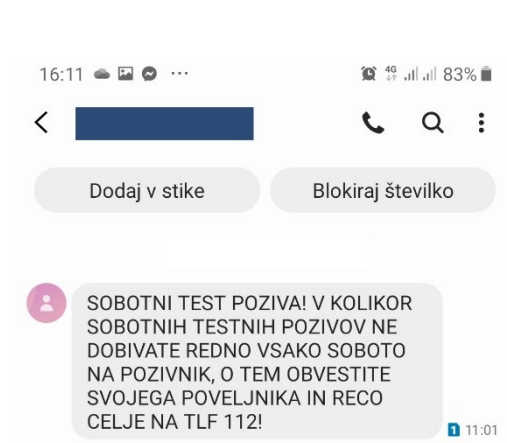 16:11 ... 4G 83%
Dodaj v stike Blokiraj številko
SOBOTNI TEST POZIVA! V KOLIKOR
SOBOTNIH TESTNIH POZIVOV NE
DOBIVATE REDNO VSAKO SOBOTO
NA POZIVNIK, O TEM OBVESTITE
SVOJEGA POVELJNIKA IN RECO
CELJE NA TLF 112!
1 11:01